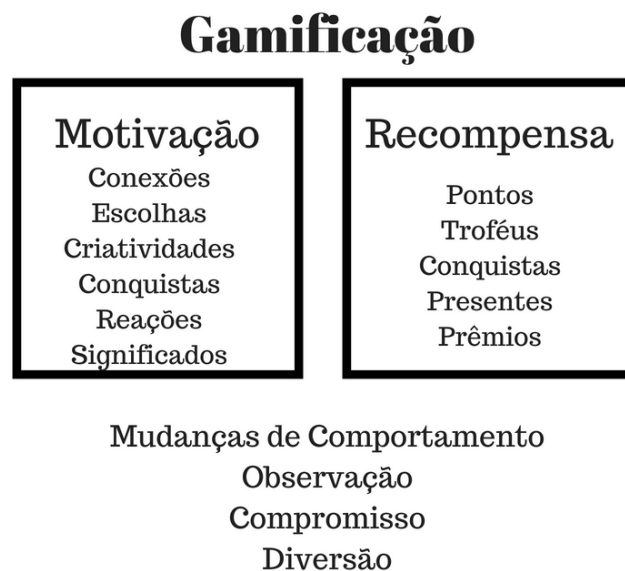 Gamificação
Motivação
Conexões
Escolhas
Criatividades
Conquistas
Reações
Significados
Recompensa
Pontos
Troféus
Conquistas
Presentes
Prêmios
Mudanças de Comportamento
Observação
Compromisso
Diversão